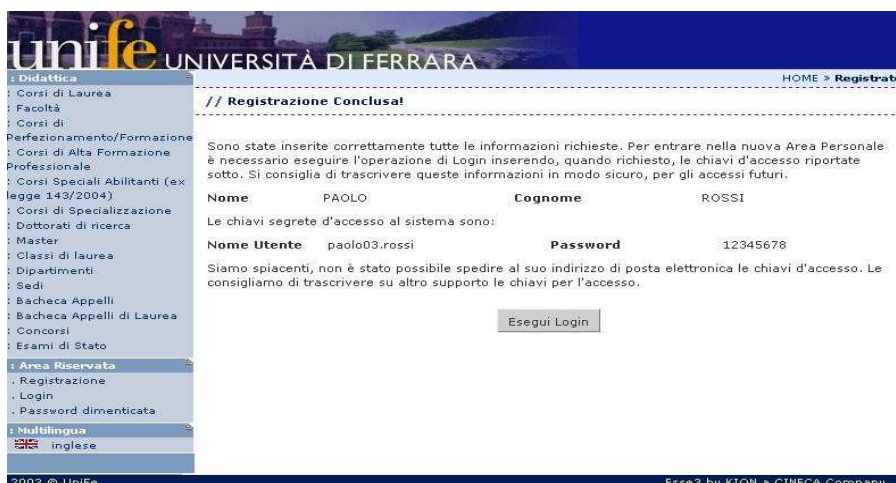 unife UNIVERSITÀ DI FERRARA
HOME » Registrat
: Didattica
: Corsi di Laurea
: Facoltà
: Corsi di
Perfezionamento/Formazione
: Corsi di Alta Formazione
Professionale
: Corsi Speciali Abilitanti (ex
legge 143/2004)
: Corsi di Specializzazione
: Dottorati di ricerca
: Master
: Classi di laurea
: Dipartimenti
: Sedi
: Bacheca Appelli
: Bacheca Appelli di Laurea
: Concorsi
: Esami di Stato
: Area Riservata
. Registrazione
. Login
. Password dimenticata
: Multilingua
inglese
// Registrazione Conclusa!
Sono state inserite correttamente tutte le informazioni richieste. Per entrare nella nuova Area Personale
è necessario eseguire l'operazione di Login inserendo, quando richiesto, le chiavi d'accesso riportate
sotto. Si consiglia di trascrivere queste informazioni in modo sicuro, per gli accessi futuri.
Nome PAOLO Cognome ROSSI
Le chiavi segrete d'accesso al sistema sono:
Nome Utente paolo03.rossi Password 12345678
Siamo spiacenti, non è stato possibile spedire al suo indirizzo di posta elettronica le chiavi d'accesso. Le
consigliamo di trascrivere su altro supporto le chiavi per l'accesso.
Esegui Login
2003 © UniFe Esse3 by KION a CINECA Company